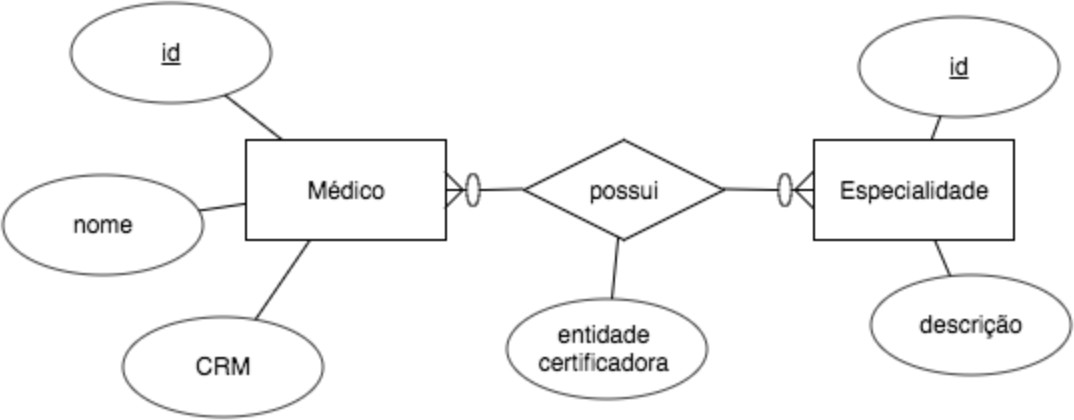 id
id
Médico
possui
Especialidade
nome
entidade
certificadora
descrição
CRM